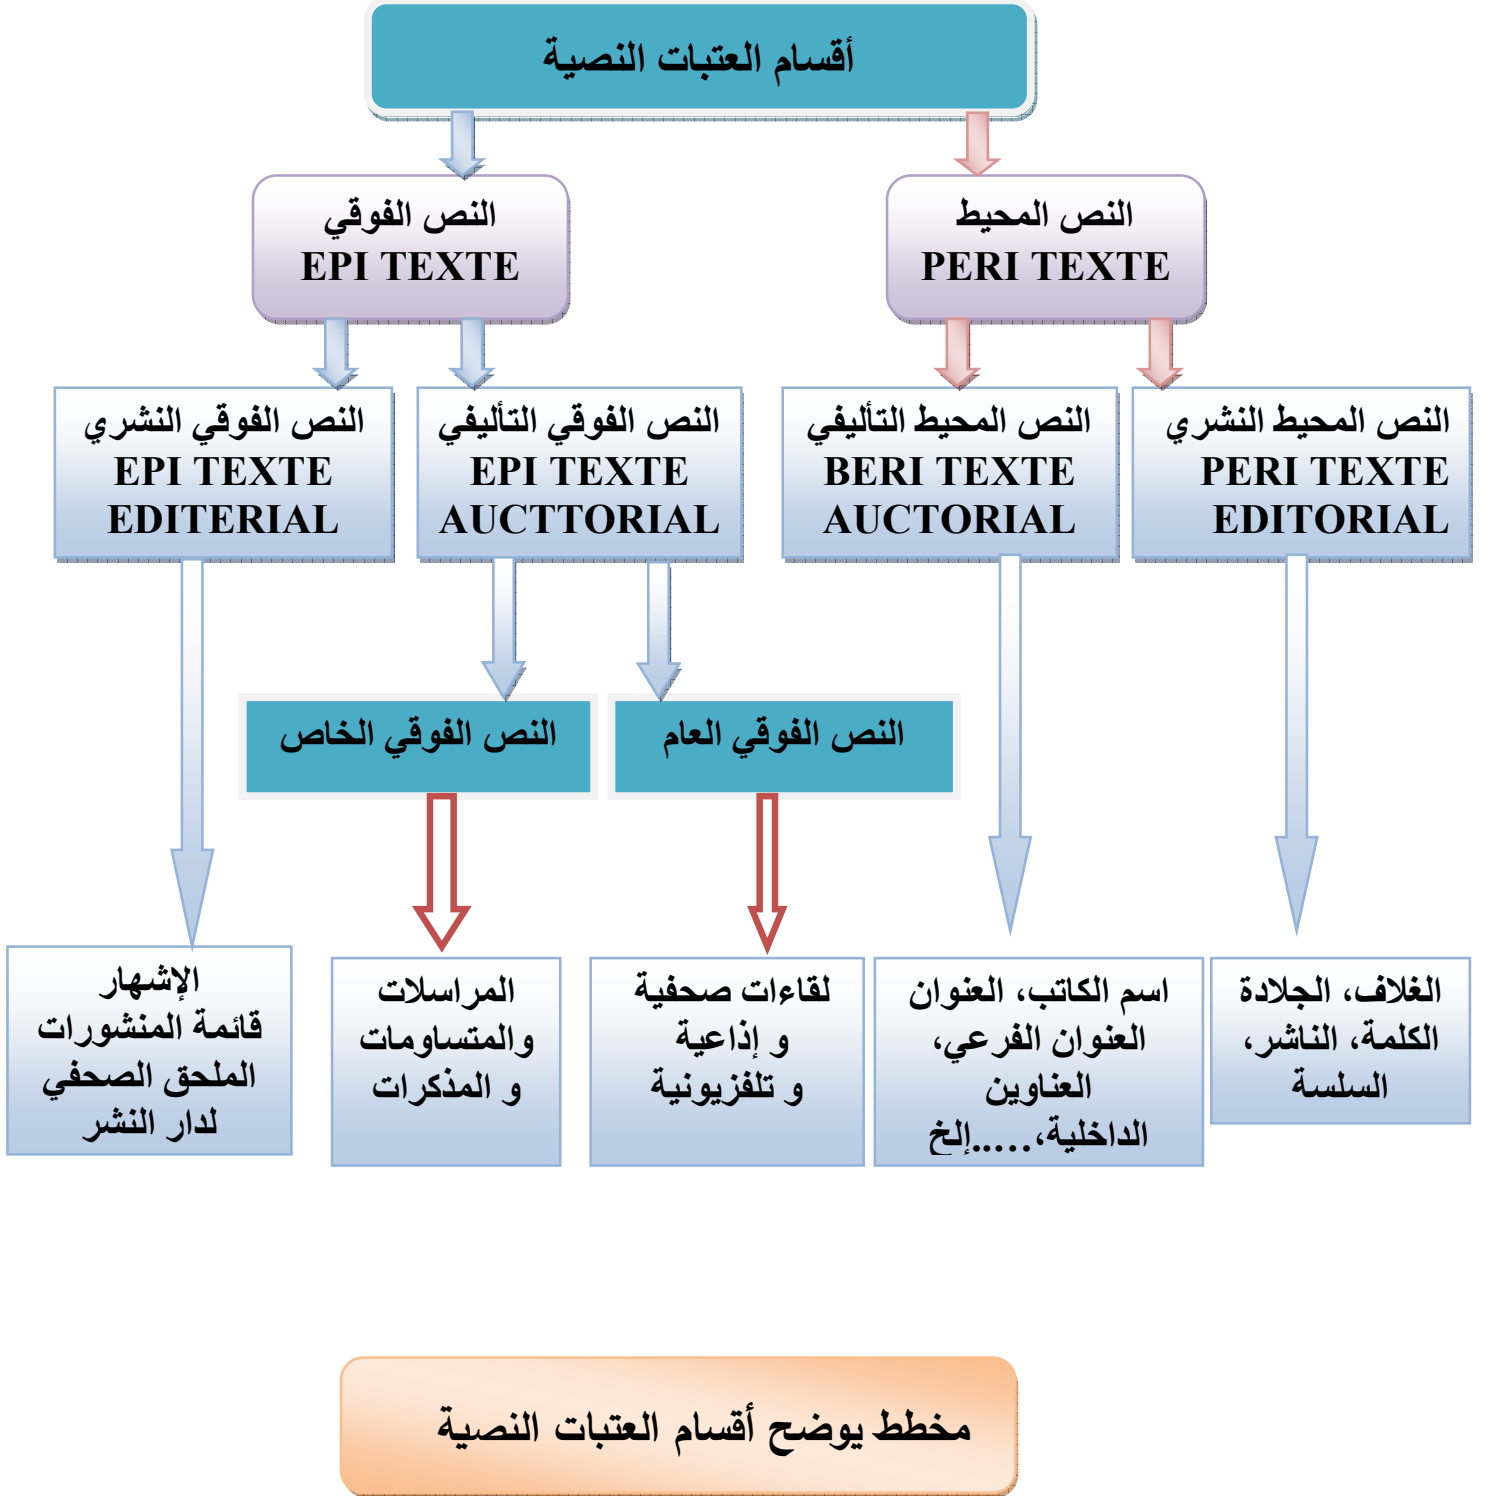 أقسام العتبات النصية
النص المحيط
PERI TEXTE
النص الفوقي
EPI TEXTE
النص المحيط النشري
PERI TEXTE
EDITORIAL
النص المحيط التأليفي
BERI TEXTE
AUCTORIAL
النص الفوقي التأليفي
EPI TEXTE
AUCTTORIAL
النص الفوقي النشري
EPI TEXTE
EDITERIAL
النص الفوقي العام
النص الفوقي الخاص
الغلاف، الجلادة
الكلمة، الناشر،
السلسة
اسم الكاتب، العنوان
العنوان الفرعي،
العناوين
الداخلية،.....إلخ
لقاءات صحفية
و إذاعية
و تلفزيونية
المراسلات
والمتساومات
و المذكرات
الإشهار
قائمة المنشورات
الملحق الصحفي
لدار النشر
مخطط يوضح أقسام العتبات النصية